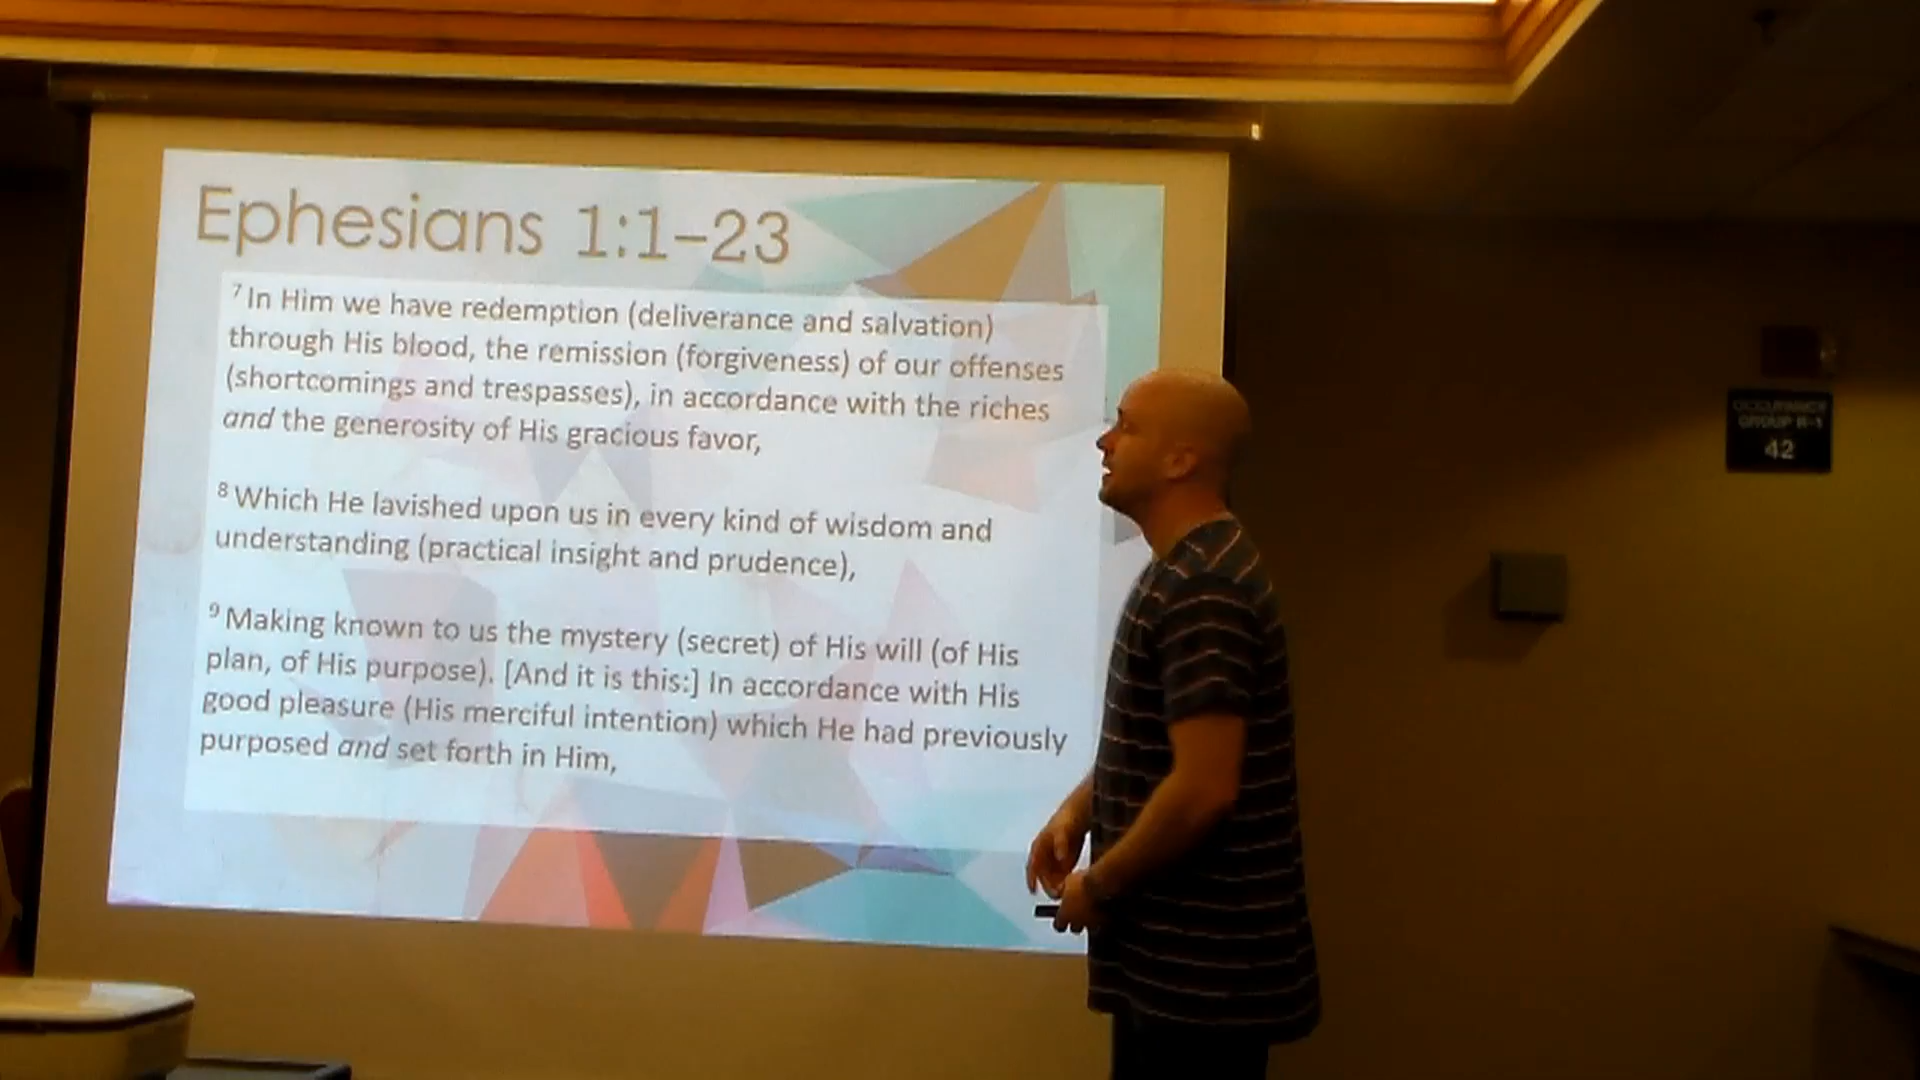 Ephesians 1:1–23
7 In Him we have redemption (deliverance and salvation)
through His blood, the remission (forgiveness) of our offenses
(shortcomings and trespasses), in accordance with the riches
and the generosity of His gracious favor,
8 Which He lavished upon us in every kind of wisdom and
understanding (practical insight and prudence),
9 Making known to us the mystery (secret) of His will (of His
plan, of His purpose). [And it is this:] In accordance with His
good pleasure (His merciful intention) which He had previously
purposed and set forth in Him,
OCCUPANCY
GROUP
42